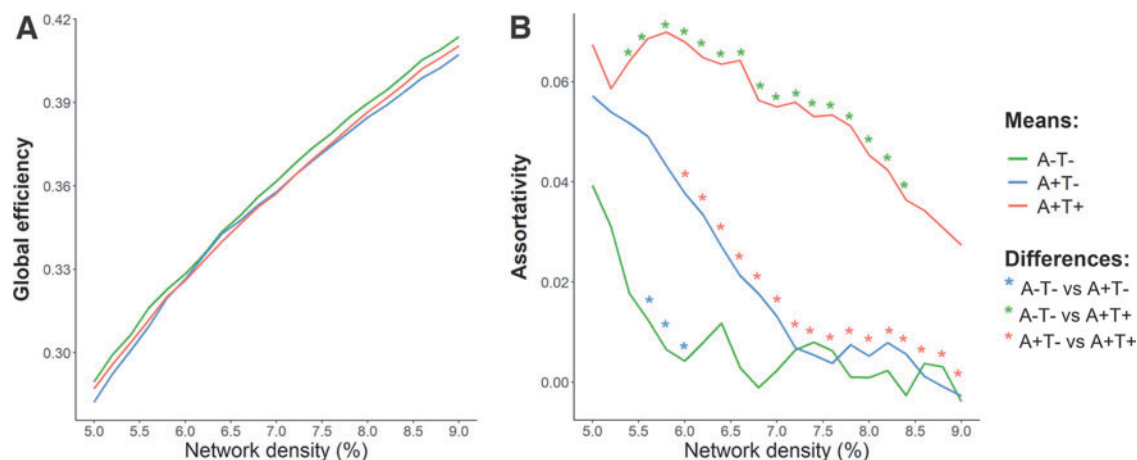 A
Global efficiency
0.42
0.39
0.36
0.33
0.30
5.0 5.5 6.0 6.5 7.0 7.5 8.0 8.5 9.0
Network density (%)
B
Assortativity
0.06
0.04
0.02
0.00
5.0 5.5 6.0 6.5 7.0 7.5 8.0 8.5 9.0
Network density (%)
Means:
A-T-
A+T-
A+T+
Differences:
* A-T- vs A+T-
* A-T- vs A+T+
* A+T- vs A+T+